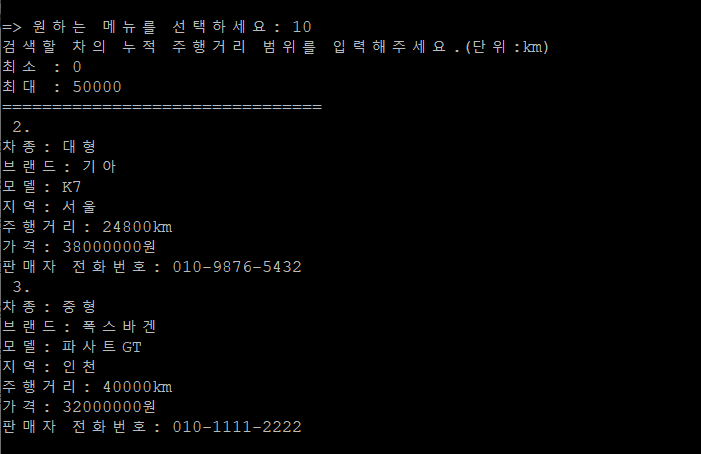 => 원하는 메뉴를 선택하세요: 10
검색할 차의 누적 주행거리 범위를 입력해주세요.(단위:km)
최소 : 0
최대 : 50000
================================
2.
차종: 대형
브랜드: 기아
모델: K7
지역: 서울
주행거리: 24800km
가격: 38000000원
판매자 전화번호: 010-9876-5432
3.
차종: 중형
브랜드: 폭스바겐
모델: 파사트GT
지역: 인천
주행거리: 40000km
가격: 32000000원
판매자 전화번호: 010-1111-2222